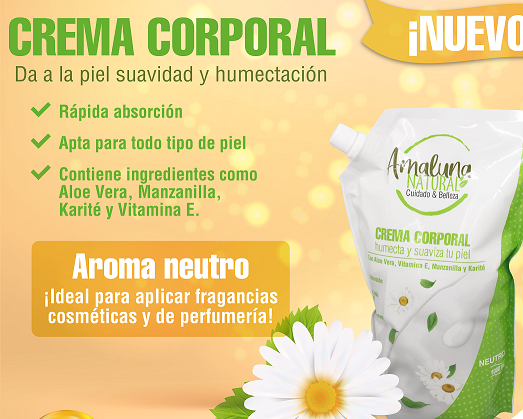 CREMA CORPORAL
¡NUEVO
Da a la piel suavidad y humectación
Rápida absorción
Apta para todo tipo de piel
Contiene ingredientes como
Aloe Vera, Manzanilla,
Karité y Vitamina E.
Aroma neutro
¡Ideal para aplicar fragancias
cosméticas y de perfumería!
Amaluna
NATURAL
Cuidado & Belleza
CREMA CORPORAL
humecta y suaviza tu piel
Con Aloe Vera, Vitamina E, Manzanilla y Karité
NEUTRO